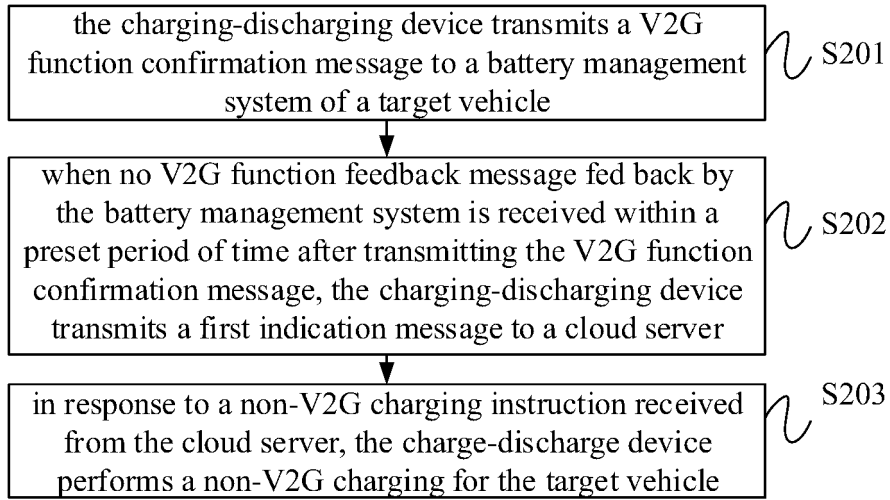 the charging-discharging device transmits a V2G
function confirmation message to a battery management
system of a target vehicle
S201
when no V2G function feedback message fed back by
the battery management system is received within a
preset period of time after transmitting the V2G function
confirmation message, the charging-discharging device
transmits a first indication message to a cloud server
S202
in response to a non-V2G charging instruction received
from the cloud server, the charge-discharge device
performs a non-V2G charging for the target vehicle
S203